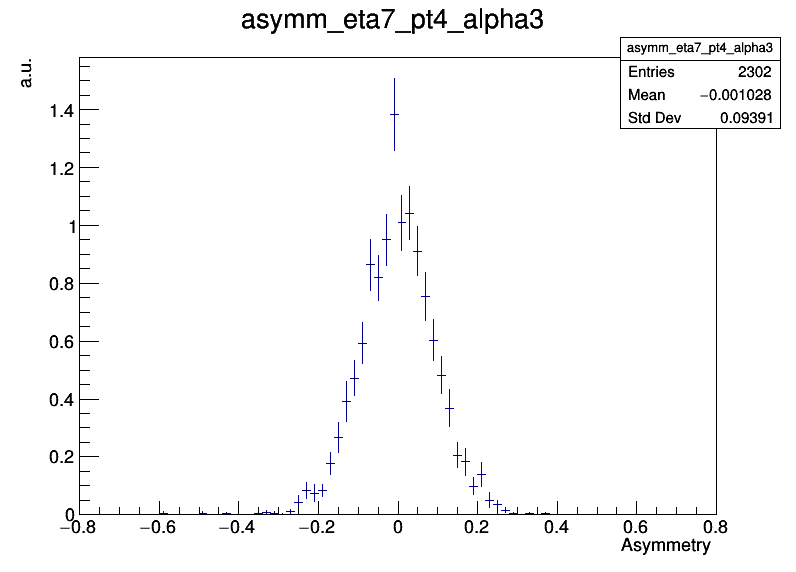 asymm_eta7_pt4_alpha3
asymm_eta7_pt4_alpha3
Entries 2302
Mean −0.001028
Std Dev 0.09391
a.u.
1.4
1.2
1
0.8
0.6
0.4
0.2
0
−0.8 −0.6 −0.4 −0.2 0 0.2 0.4 0.6 0.8
Asymmetry